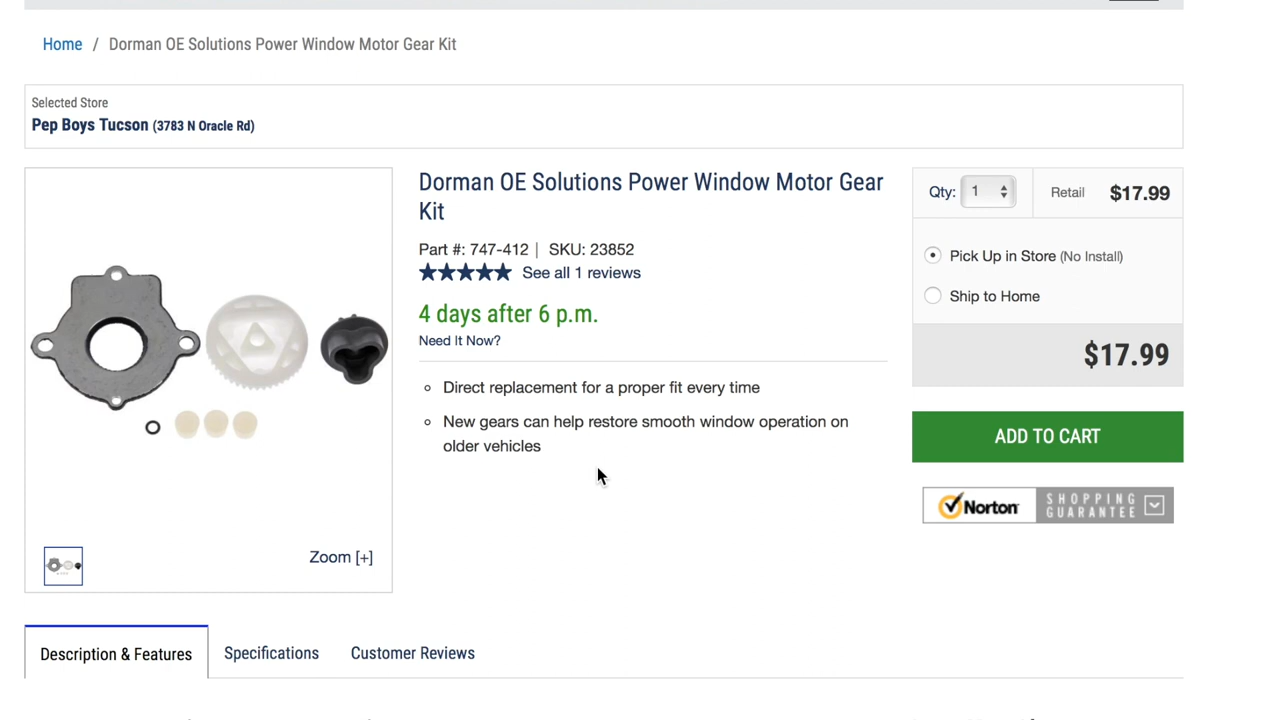 Home / Dorman OE Solutions Power Window Motor Gear Kit
Selected Store
Pep Boys Tucson (3783 N Oracle Rd)
Dorman OE Solutions Power Window Motor Gear
Kit
Part #: 747-412 | SKU: 23852
See all 1 reviews
4 days after 6 p.m.
Need It Now?
Direct replacement for a proper fit every time
New gears can help restore smooth window operation on
older vehicles
Zoom [+]
Qty: 1 Retail $17.99
Pick Up in Store (No Install)
Ship to Home
$17.99
ADD TO CART
Norton SHOPPING
GUARANTEE
Description & Features Specifications Customer Reviews